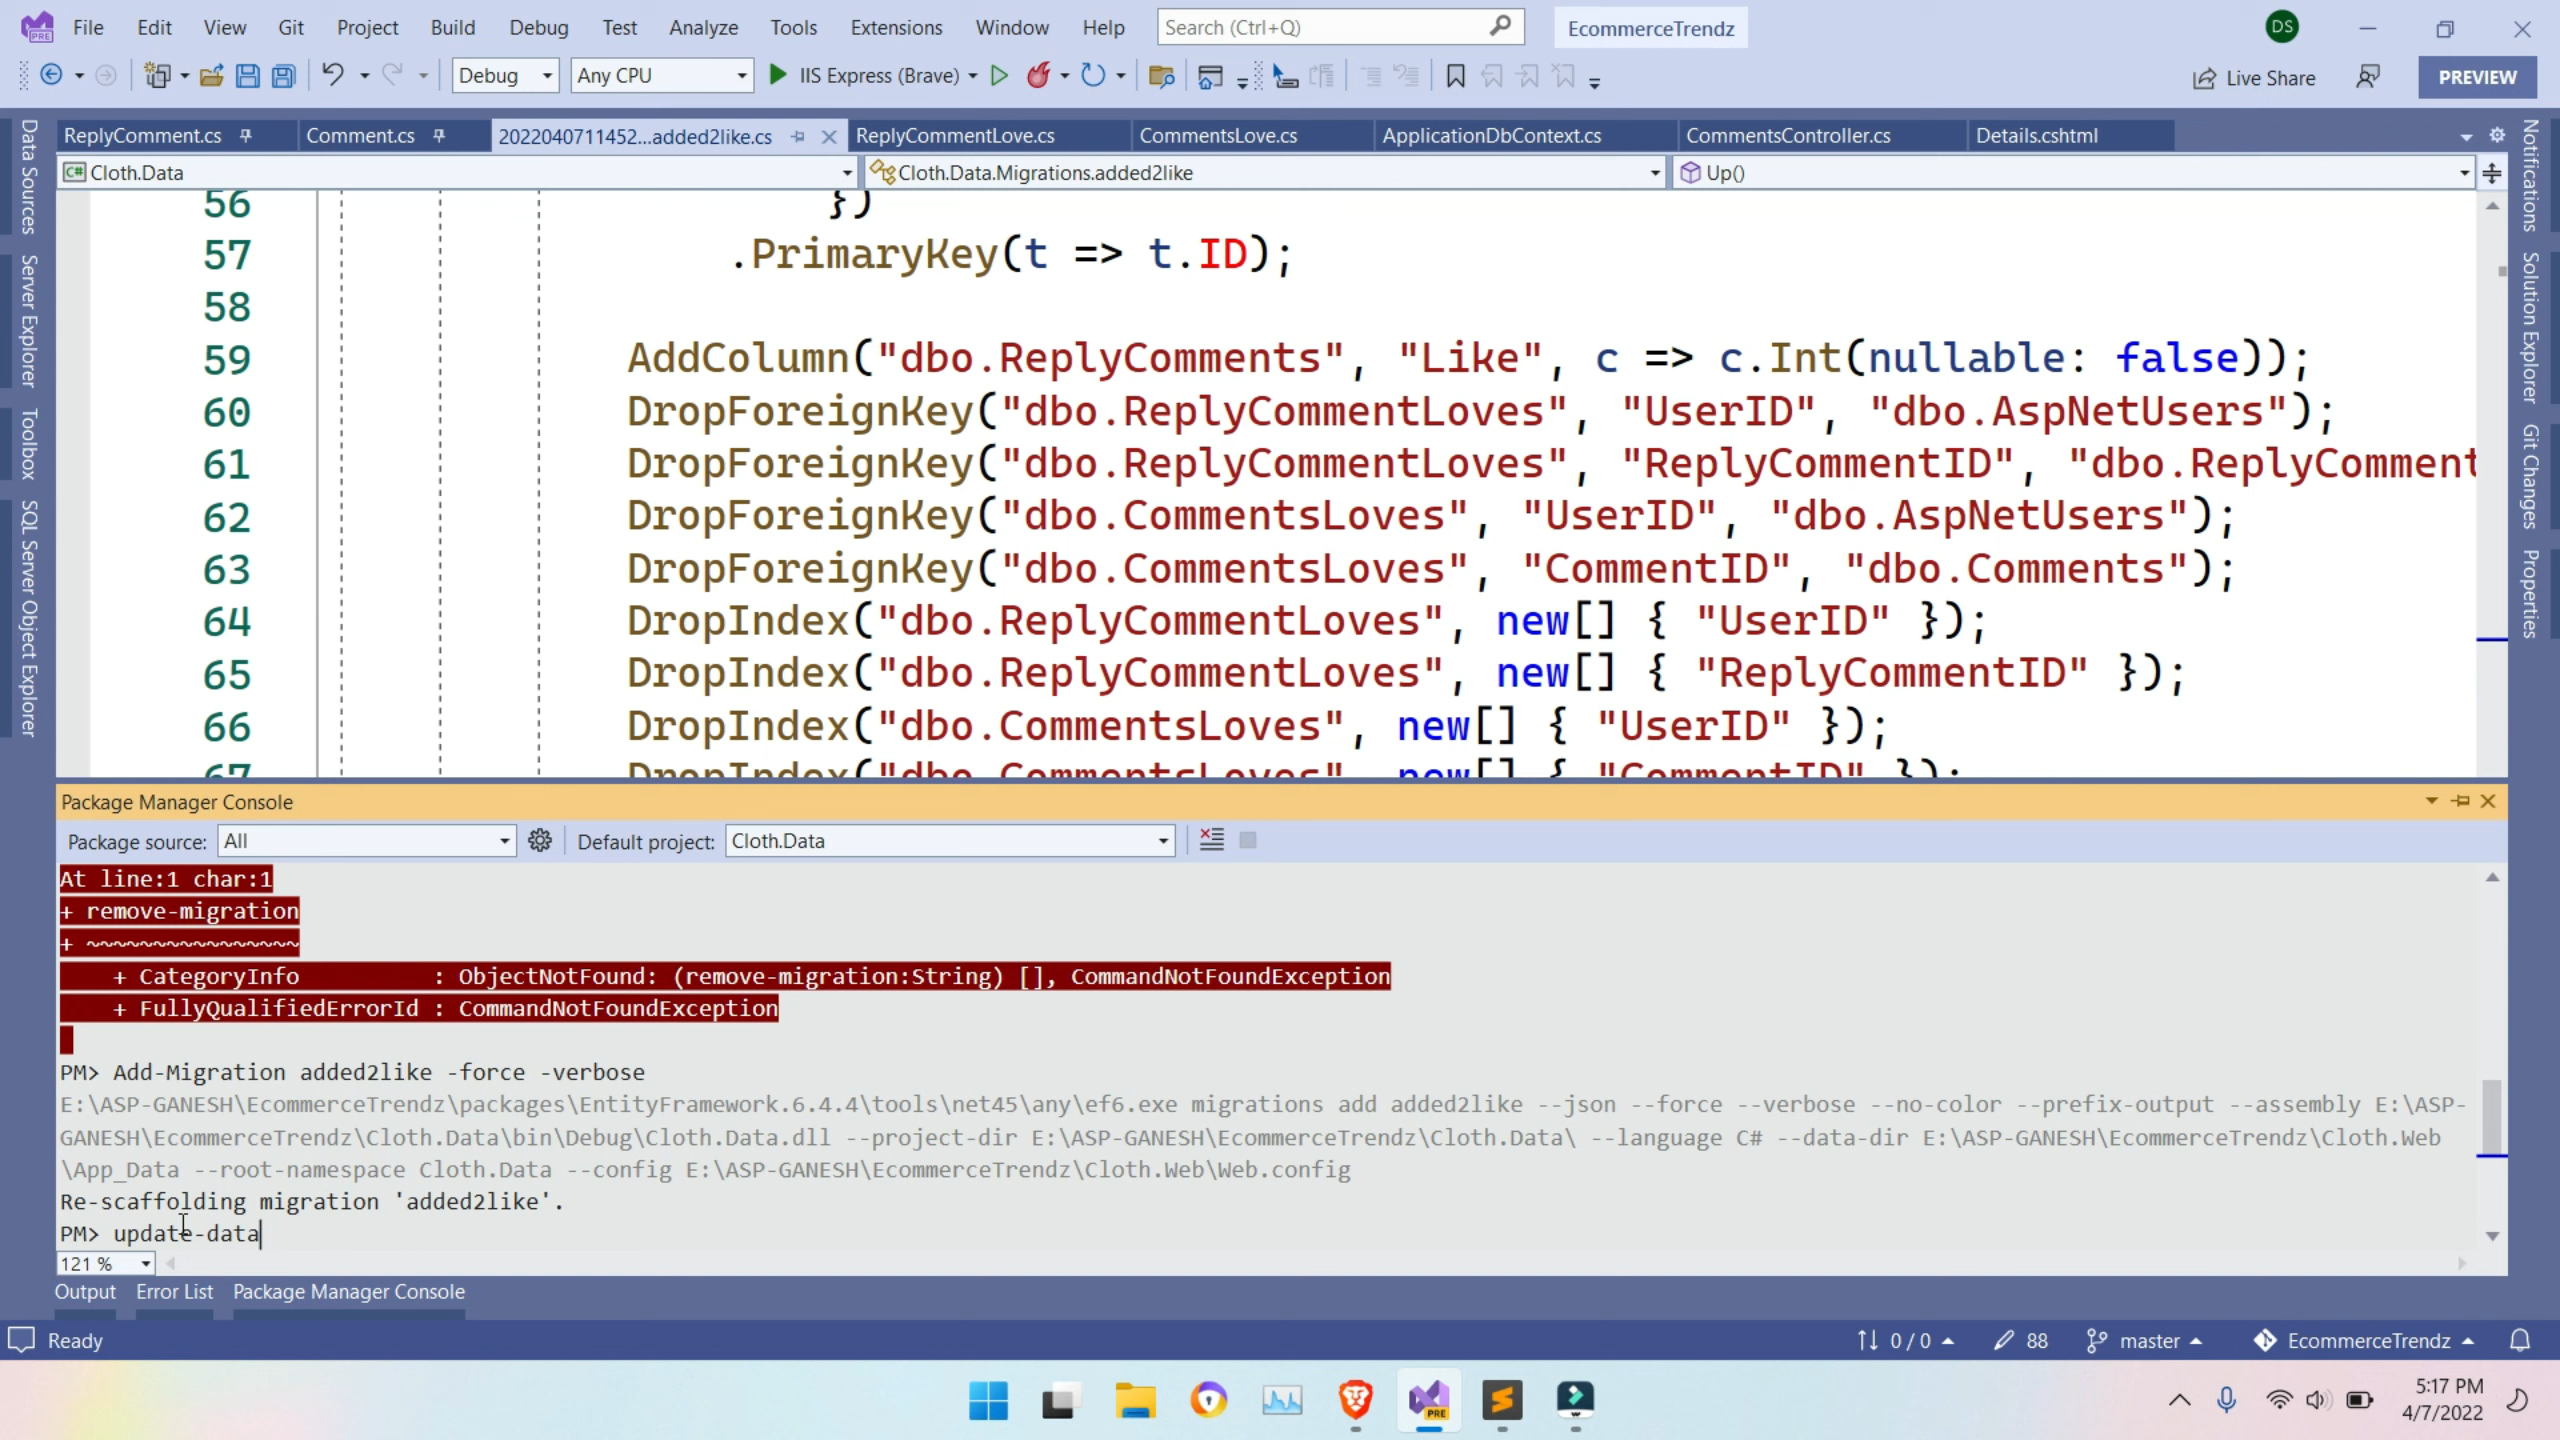 File Edit View Git Project Build Debug Test Analyze Tools Extensions Window Help Search (Ctrl+Q) EcommerceTrendz DS
Debug Any CPU IIS Express (Brave) Live Share PREVIEW
ReplyComment.cs Comment.cs 2022040711452...added2like.cs ReplyCommentLove.cs CommentsLove.cs ApplicationDbContext.cs CommentsController.cs Details.cshtml
C# Cloth.Data Cloth.Data.Migrations.added2like Up()
Data Sources
Server Explorer
Toolbox
SQL Server Object Explorer
56 })
57 .PrimaryKey(t => t.ID);
58
59 AddColumn("dbo.ReplyComments", "Like", c => c.Int(nullable: false));
60 DropForeignKey("dbo.ReplyCommentLoves", "UserID", "dbo.AspNetUsers");
61 DropForeignKey("dbo.ReplyCommentLoves", "ReplyCommentID", "dbo.ReplyComment
62 DropForeignKey("dbo.CommentsLoves", "UserID", "dbo.AspNetUsers");
63 DropForeignKey("dbo.CommentsLoves", "CommentID", "dbo.Comments");
64 DropIndex("dbo.ReplyCommentLoves", new[] { "UserID" });
65 DropIndex("dbo.ReplyCommentLoves", new[] { "ReplyCommentID" });
66 DropIndex("dbo.CommentsLoves", new[] { "UserID" });
67 DropIndex("dbo.CommentsLoves", new[] { "CommentID" });
Notifications
Solution Explorer
Git Changes
Properties
Package Manager Console
Package source: All Default project: Cloth.Data
At line:1 char:1
+ remove-migration
+ ~~~~~~~~~~~~~~~~
+ CategoryInfo : ObjectNotFound: (remove-migration:String) [], CommandNotFoundException
+ FullyQualifiedErrorId : CommandNotFoundException
PM> Add-Migration added2like -force -verbose
E:\ASP-GANESH\EcommerceTrendz\packages\EntityFramework.6.4.4\tools\net45\any\ef6.exe migrations add added2like --json --force --verbose --no-color --prefix-output --assembly E:\ASP-
GANESH\EcommerceTrendz\Cloth.Data\bin\Debug\Cloth.Data.dll --project-dir E:\ASP-GANESH\EcommerceTrendz\Cloth.Data\ --language C# --data-dir E:\ASP-GANESH\EcommerceTrendz\Cloth.Web
\App_Data --root-namespace Cloth.Data --config E:\ASP-GANESH\EcommerceTrendz\Cloth.Web\Web.config
Re-scaffolding migration 'added2like'.
PM> update-data
121 %
Output Error List Package Manager Console
Ready 0 / 0 88 master EcommerceTrendz
PRE
5:17 PM
4/7/2022